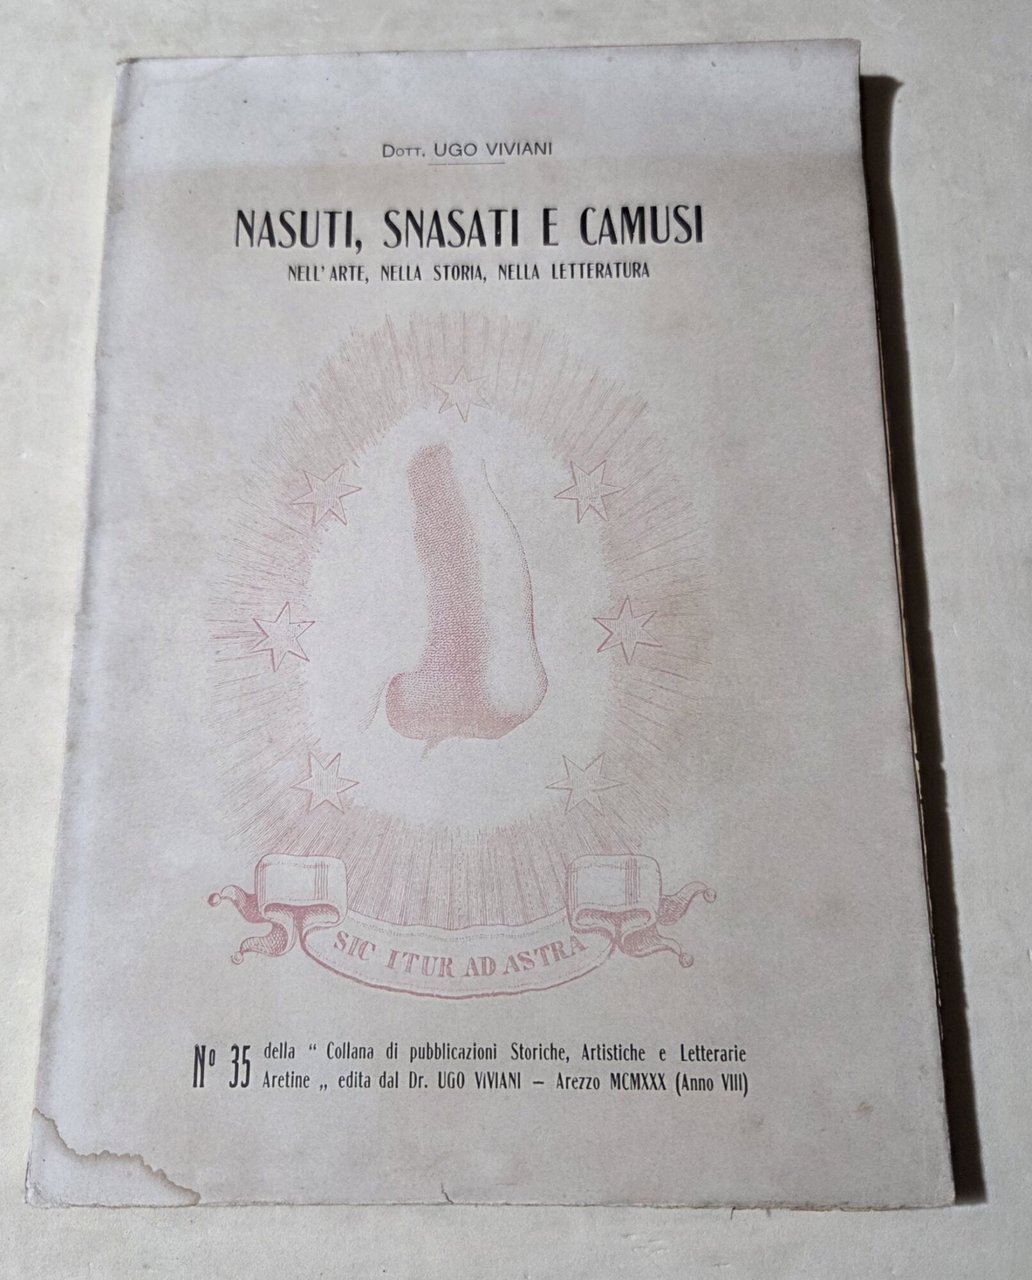 Dott. UGO VIVIANI
NASUTI, SNASATI E CAMUSI
NELL'ARTE, NELLA STORIA, NELLA LETTERATURA
SIC ITUR AD ASTRA
Nº 35 della “ Collana di pubblicazioni Storiche, Artistiche e Letterarie
Aretine „ edita dal Dr. UGO ViVIANI – Arezzo MCMXXX (Anno VIII)